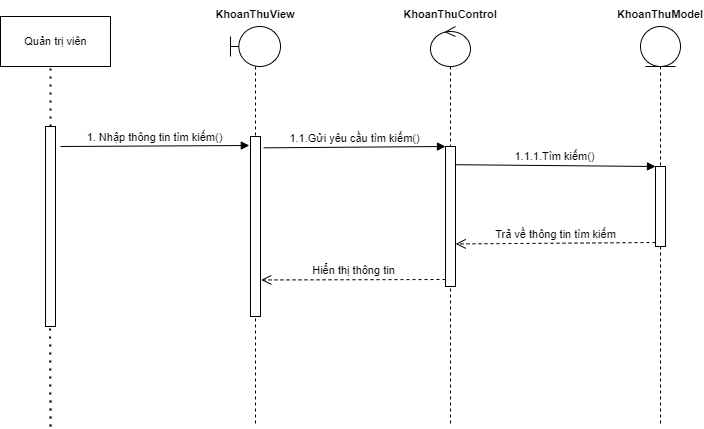 KhoanThuView
KhoanThuControl
KhoanThuModel
Quản trị viên
1. Nhập thông tin tìm kiếm()
1.1.Gửi yêu cầu tìm kiếm()
1.1.1.Tìm kiếm()
Trả về thông tin tìm kiếm
Hiển thị thông tin